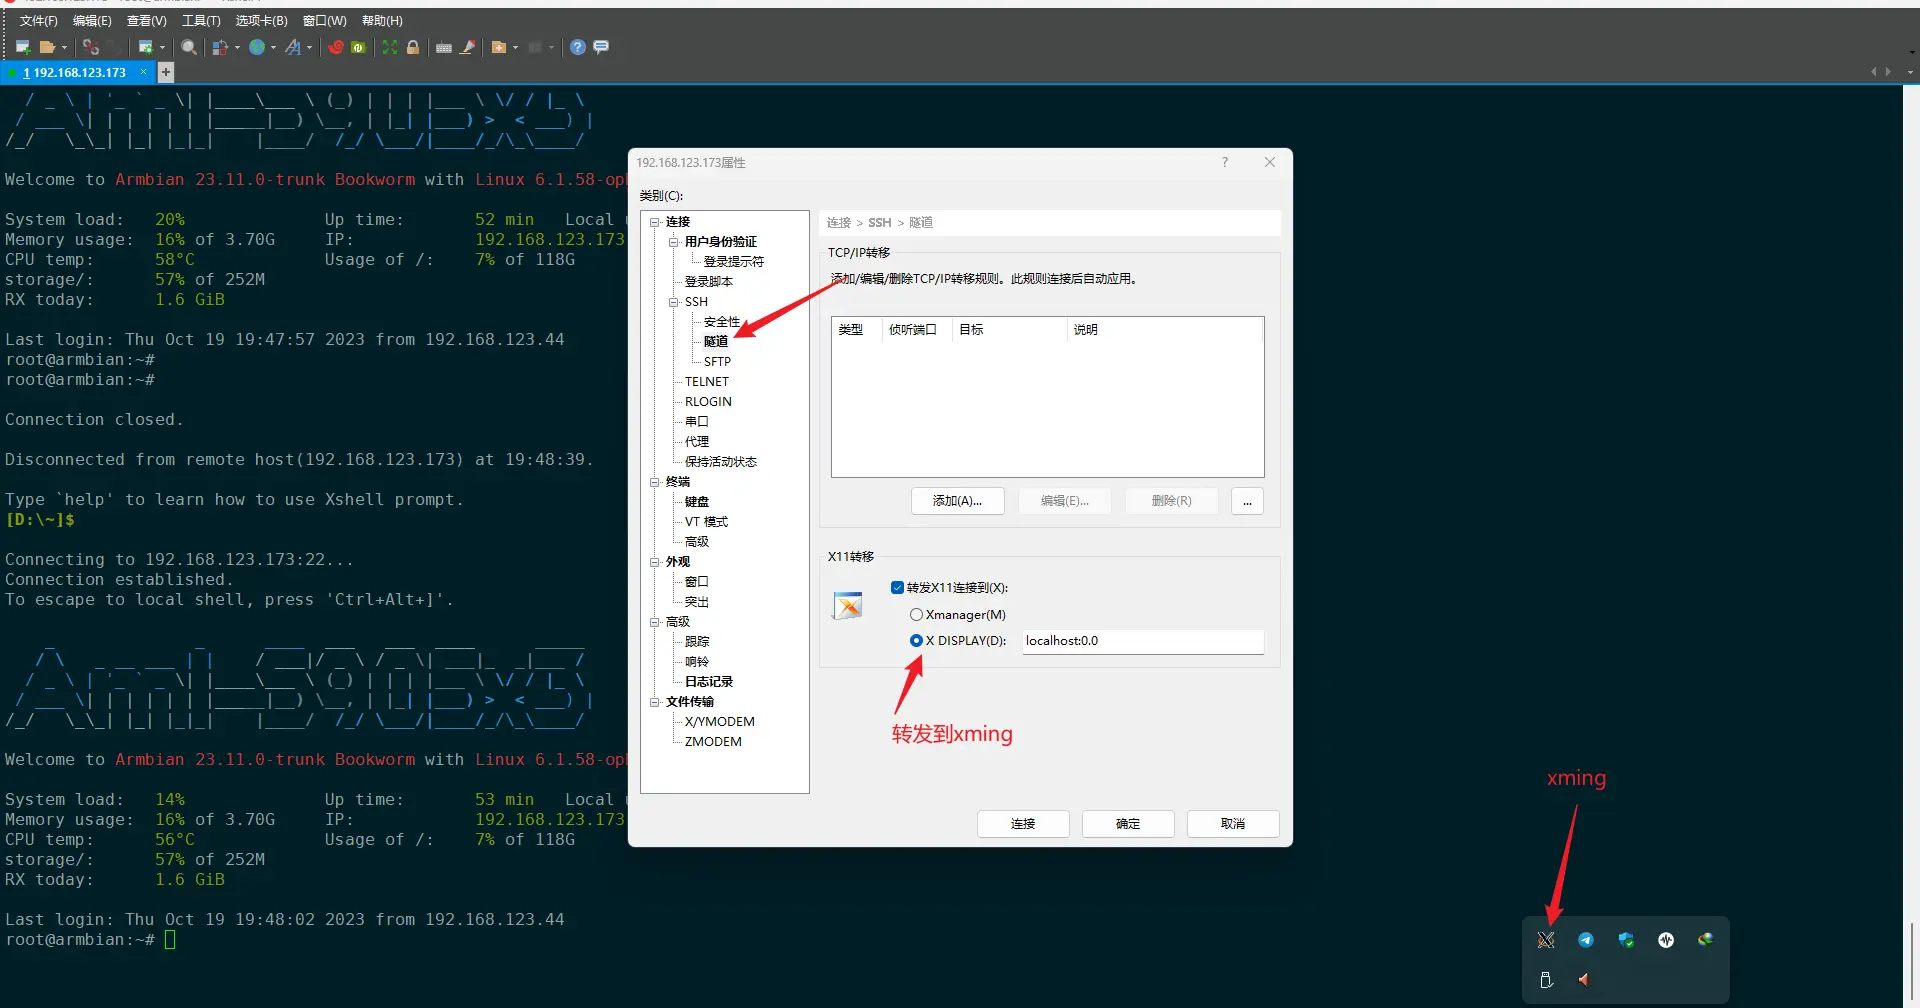 文件(F) 编辑(E) 查看(V) 工具(T) 选项卡(B) 窗口(W) 帮助(H)
1 192.168.123.173
Welcome to Armbian 23.11.0-trunk Bookworm with Linux 6.1.58-op
System load: 20% Up time: 52 min Local
Memory usage: 16% of 3.70G IP: 192.168.123.173
CPU temp: 58°C Usage of /: 7% of 118G
storage/: 57% of 252M
RX today: 1.6 GiB
Last login: Thu Oct 19 19:47:57 2023 from 192.168.123.44
root@armbian:~#
root@armbian:~#
Connection closed.
Disconnected from remote host(192.168.123.173) at 19:48:39.
Type `help' to learn how to use Xshell prompt.
[D:\~]$
Connecting to 192.168.123.173:22...
Connection established.
To escape to local shell, press 'Ctrl+Alt+]'.
Welcome to Armbian 23.11.0-trunk Bookworm with Linux 6.1.58-op
System load: 14% Up time: 53 min Local
Memory usage: 16% of 3.70G IP: 192.168.123.173
CPU temp: 56°C Usage of /: 7% of 118G
storage/: 57% of 252M
RX today: 1.6 GiB
Last login: Thu Oct 19 19:48:02 2023 from 192.168.123.44
root@armbian:~#
192.168.123.173属性
类别(C):
连接
用户身份验证
登录提示符
登录脚本
SSH
安全性
隧道
SFTP
TELNET
RLOGIN
串口
代理
保持活动状态
终端
键盘
VT 模式
高级
外观
窗口
突出
高级
跟踪
响铃
日志记录
文件传输
X/YMODEM
ZMODEM
连接 > SSH > 隧道
TCP/IP转移
添加/编辑/删除TCP/IP转移规则。此规则连接后自动应用。
类型 侦听端口 目标 说明
添加(A)... 编辑(E)... 删除(R) ...
X11转移
转发X11连接到(X):
Xmanager(M)
X DISPLAY(D): localhost:0.0
转发到xming
连接 确定 取消
xming